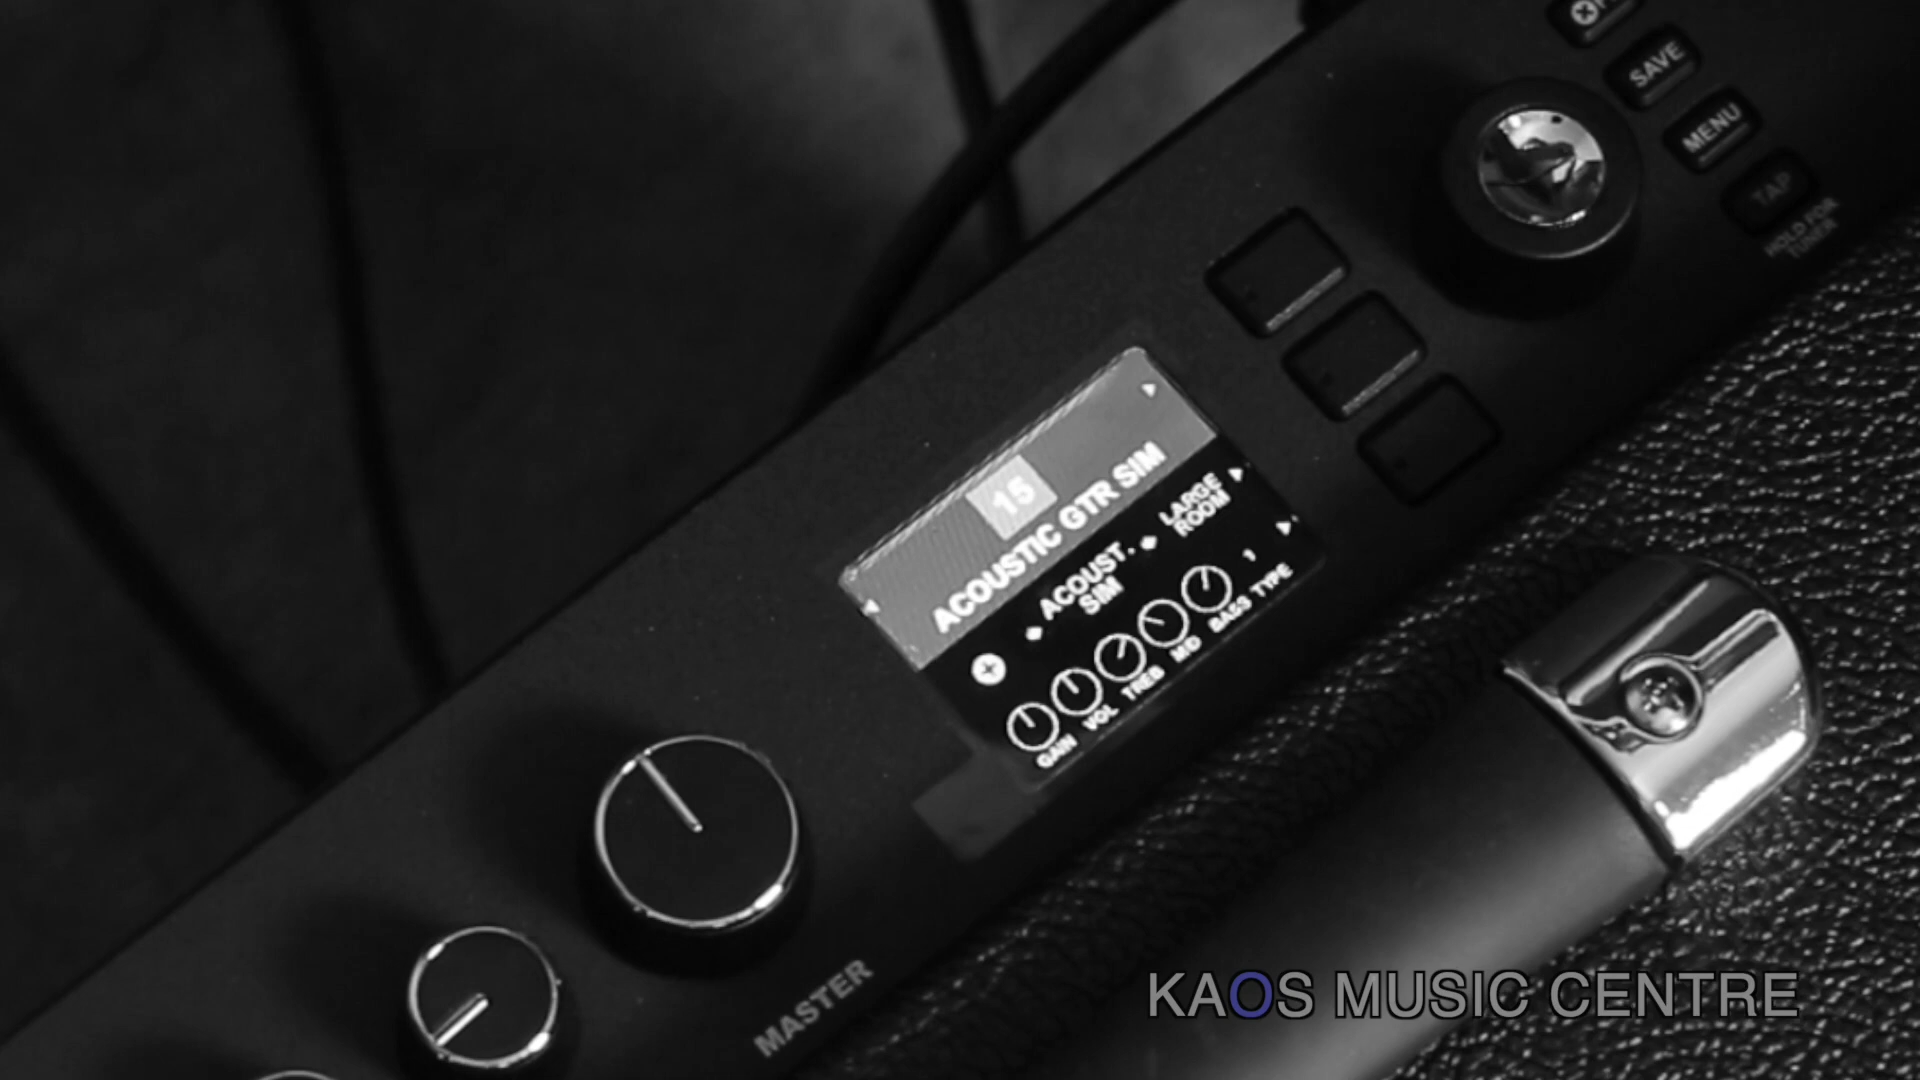 SAVE
MENU
TAP
HOLD FOR
TUNER
15
ACOUSTIC GTR SIM
ACOUST.
SIM
LARGE
ROOM
1
GAIN VOL TREB MID BASS TYPE
MASTER
KAOS MUSIC CENTRE